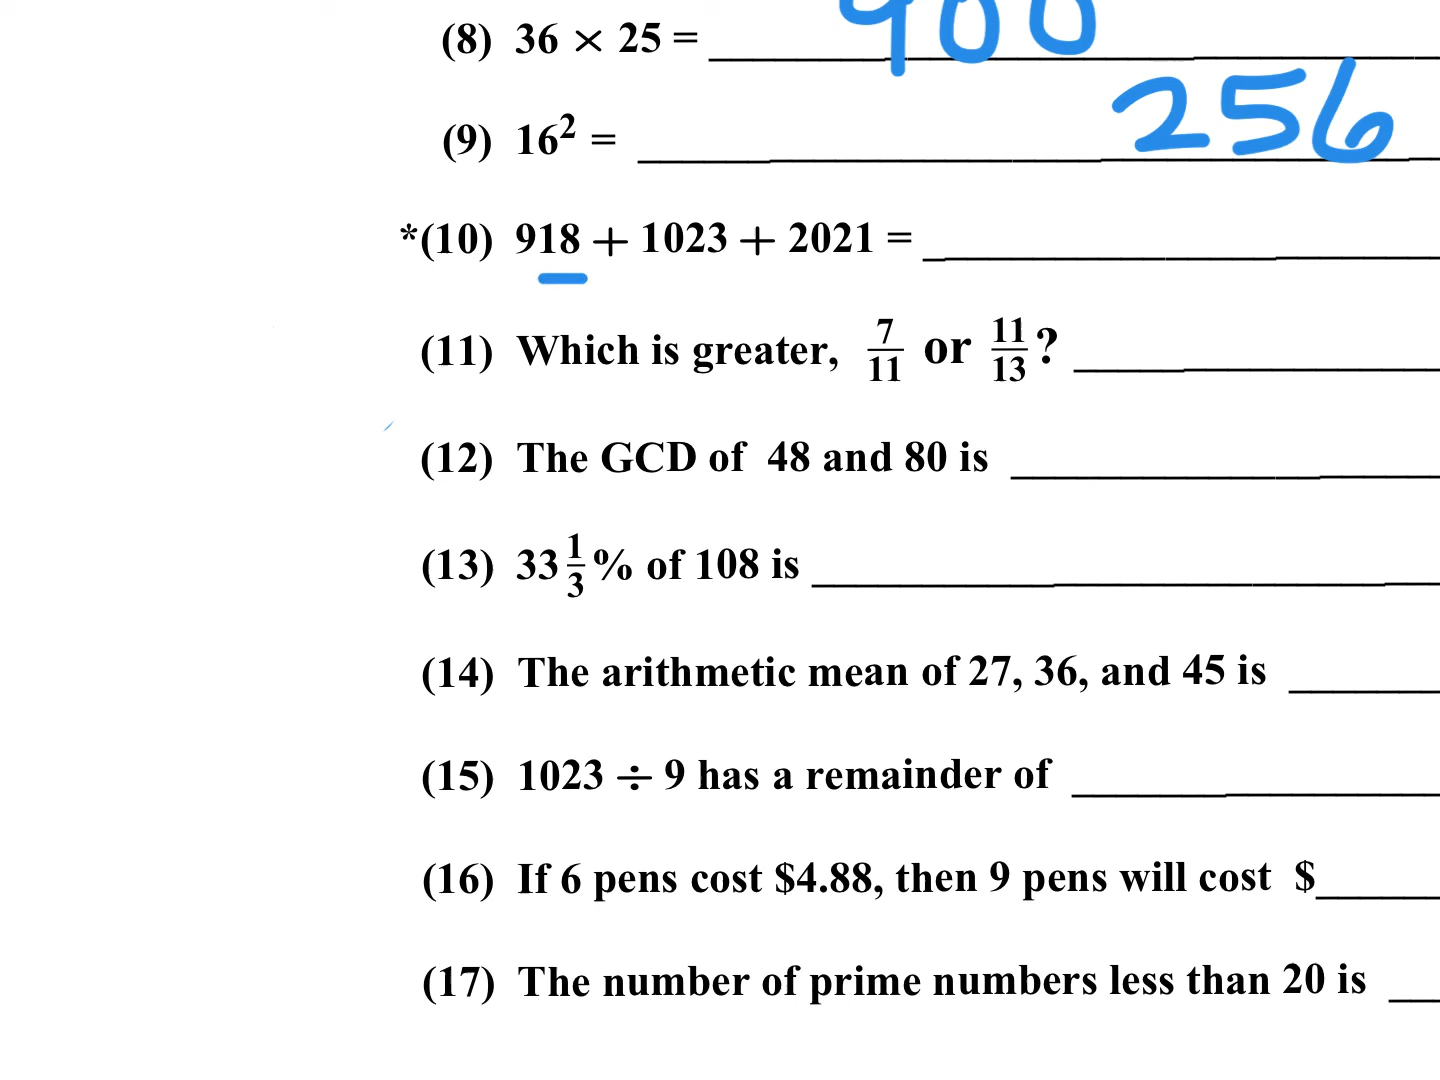 (8) 36 × 25 = 900
(9) 16² = 256
*(10) 918 + 1023 + 2021 =
(11) Which is greater, 7/11 or 11/13?
(12) The GCD of 48 and 80 is
(13) 33 1/3 % of 108 is
(14) The arithmetic mean of 27, 36, and 45 is
(15) 1023 ÷ 9 has a remainder of
(16) If 6 pens cost $4.88, then 9 pens will cost $
(17) The number of prime numbers less than 20 is